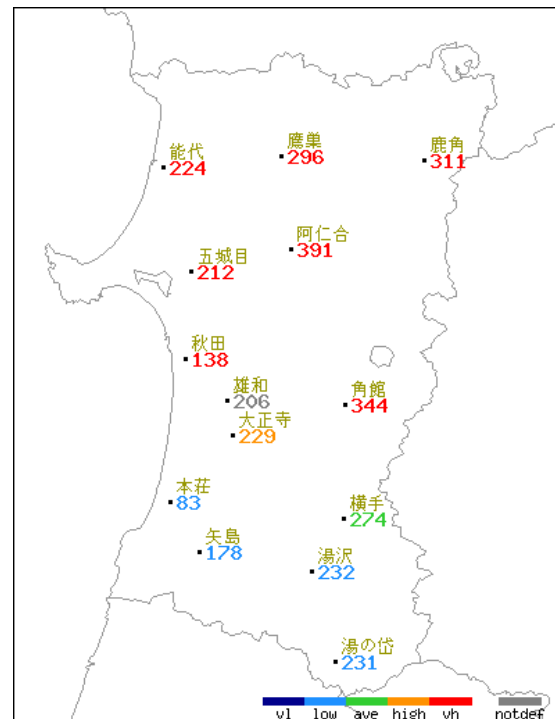 能代
224
鷹巣
296
鹿角
311
阿仁合
391
五城目
212
秋田
138
雄和
206
角館
344
大正寺
229
本荘
83
横手
274
矢島
178
湯沢
232
湯の岱
231
vl low ave high vh notdef